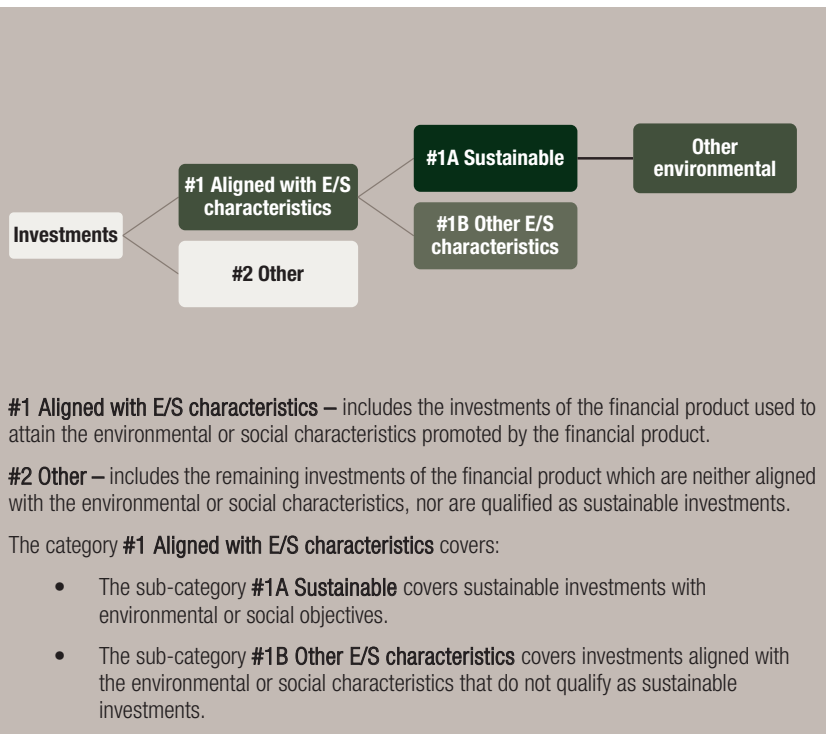 #1A Sustainable
Other
environmental
#1 Aligned with E/S
characteristics
#1B Other E/S
characteristics
Investments
#2 Other
#1 Aligned with E/S characteristics – includes the investments of the financial product used to
attain the environmental or social characteristics promoted by the financial product.
#2 Other – includes the remaining investments of the financial product which are neither aligned
with the environmental or social characteristics, nor are qualified as sustainable investments.
The category #1 Aligned with E/S characteristics covers:
• The sub-category #1A Sustainable covers sustainable investments with
environmental or social objectives.
• The sub-category #1B Other E/S characteristics covers investments aligned with
the environmental or social characteristics that do not qualify as sustainable
investments.